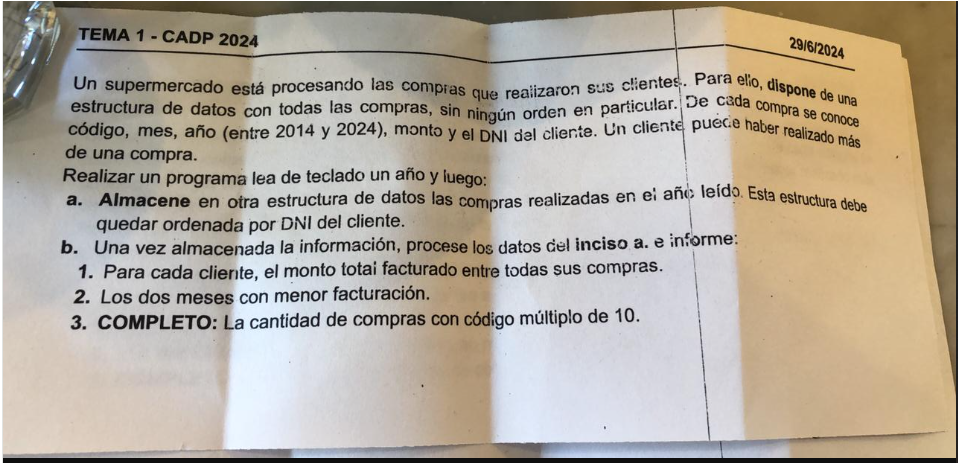 TEMA 1 - CADP 2024
29/6/2024
Un supermercado está procesando las compras que realizaron sus clientes. Para ello, dispone de una
estructura de datos con todas las compras, sin ningún orden en particular. De cada compra se conoce
código, mes, año (entre 2014 y 2024), monto y el DNI del cliente. Un cliente puede haber realizado más
de una compra.
Realizar un programa lea de teclado un año y luego:
a. Almacene en otra estructura de datos las compras realizadas en el año leído. Esta estructura debe
quedar ordenada por DNI del cliente.
b. Una vez almacenada la información, procese los datos del inciso a. e informe:
1. Para cada cliente, el monto total facturado entre todas sus compras.
2. Los dos meses con menor facturación.
3. COMPLETO: La cantidad de compras con código múltiplo de 10.